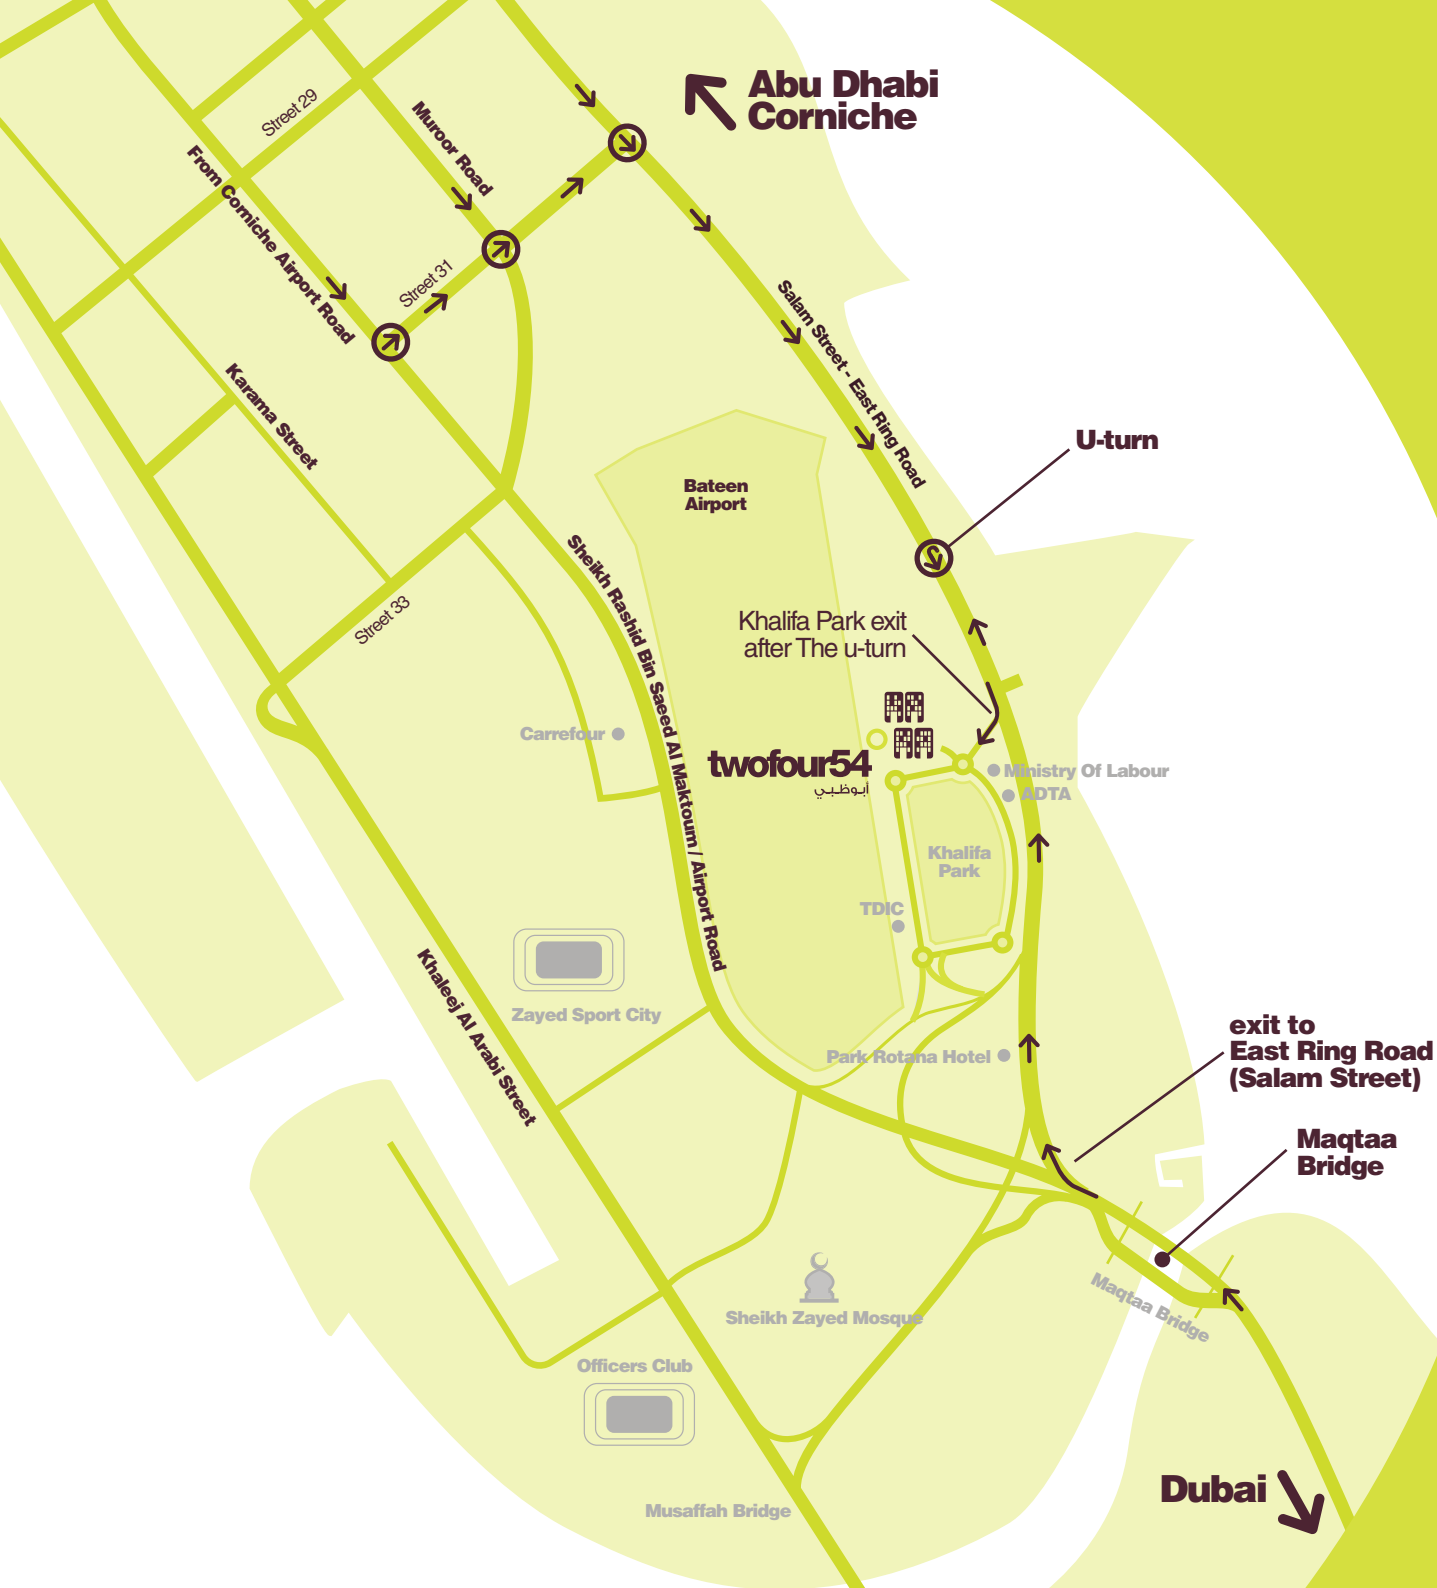 Abu Dhabi
Corniche
Street 29
Muroor Road
From Corniche Airport Road
Street 31
Salam Street - East Ring Road
Karama Street
U-turn
Bateen
Airport
Sheikh Rashid Bin Saeed Al Maktoum / Airport Road
Street 33
Khalifa Park exit
after The u-turn
Carrefour
twofour54
أبوظبي
Ministry Of Labour
ADTA
Khalifa
Park
TDIC
Khaleej Al Arabi Street
Zayed Sport City
Park Rotana Hotel
exit to
East Ring Road
(Salam Street)
Maqtaa
Bridge
Maqtaa Bridge
Sheikh Zayed Mosque
Officers Club
Dubai
Musaffah Bridge